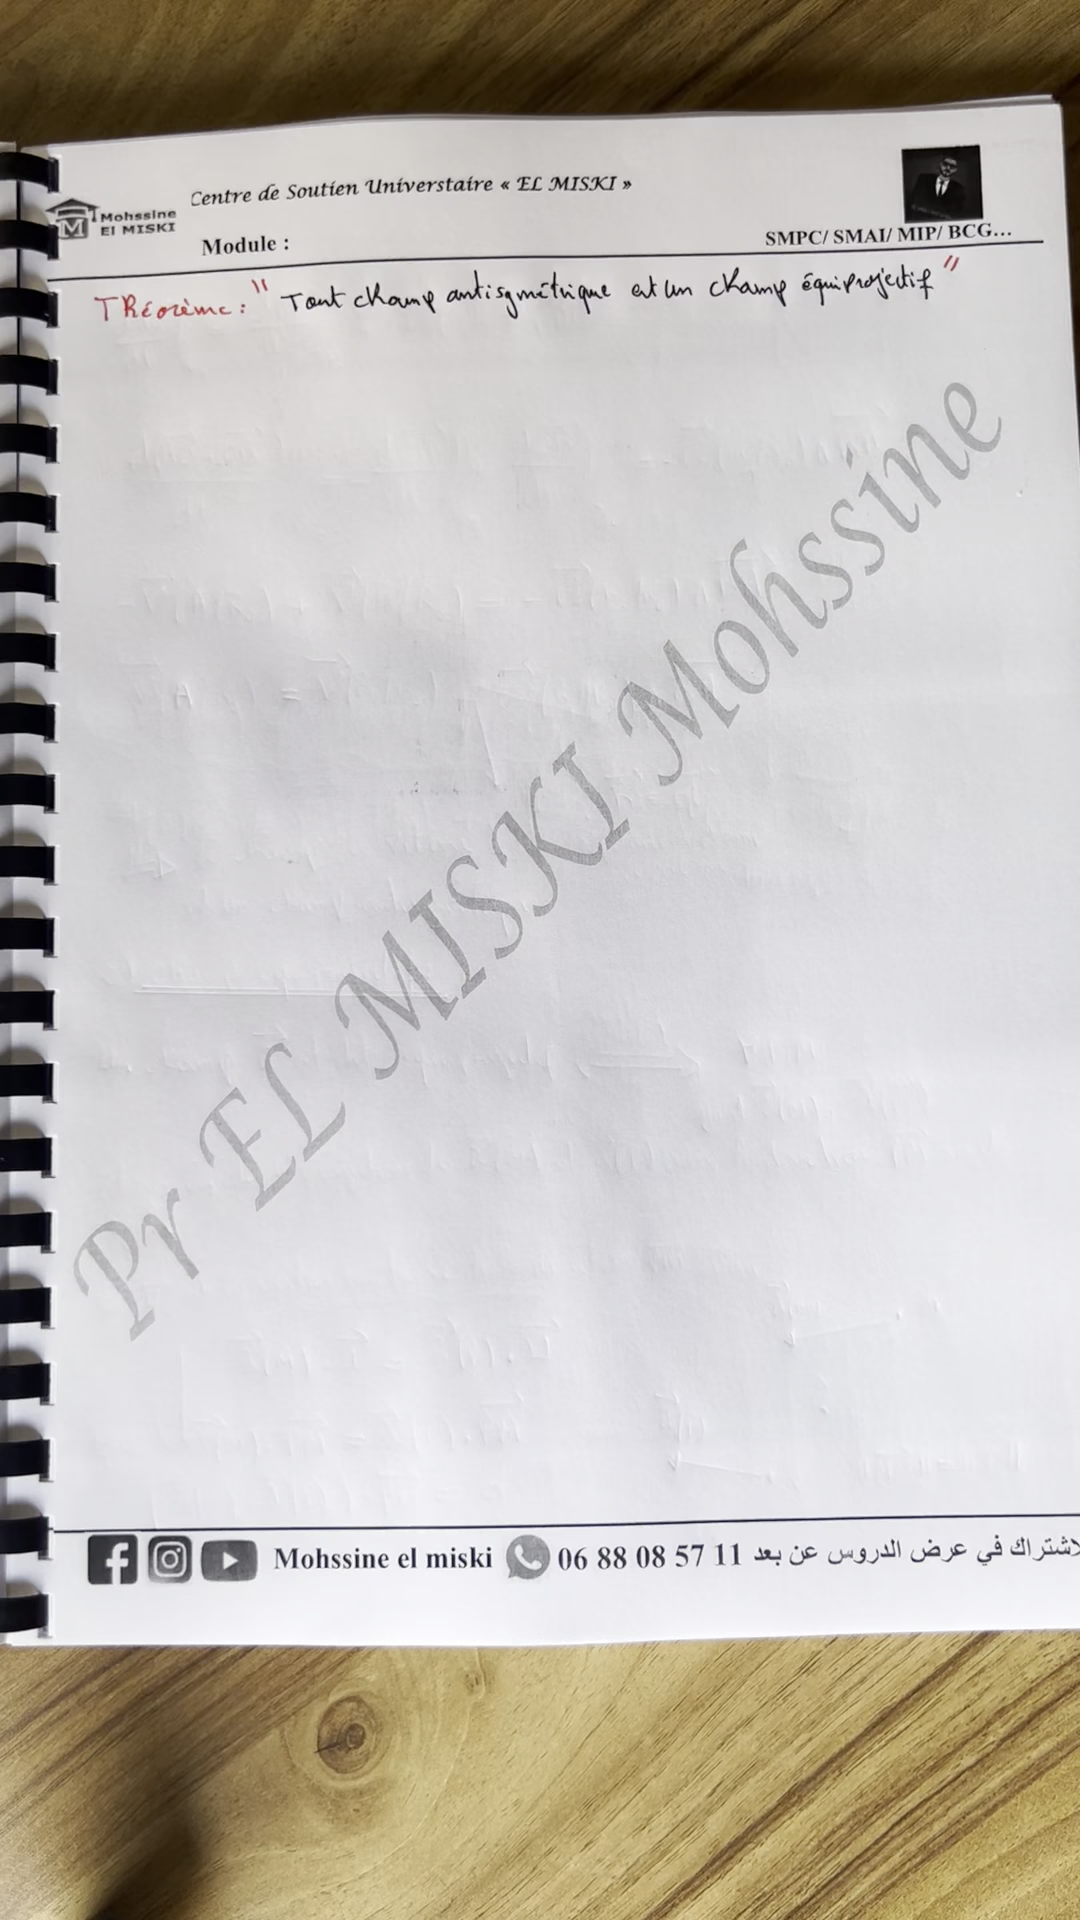 Centre de Soutien Universtaire « EL MISKI »
Mohssine
El MISKI
Module :
SMPC/ SMAI/ MIP/ BCG...
Théorème : " Tout champ antisymétrique est un champ équiprojectif "
Pr EL MISKI Mohssine
Mohssine el miski 06 88 08 57 11 لاشتراك في عرض الدروس عن بعد